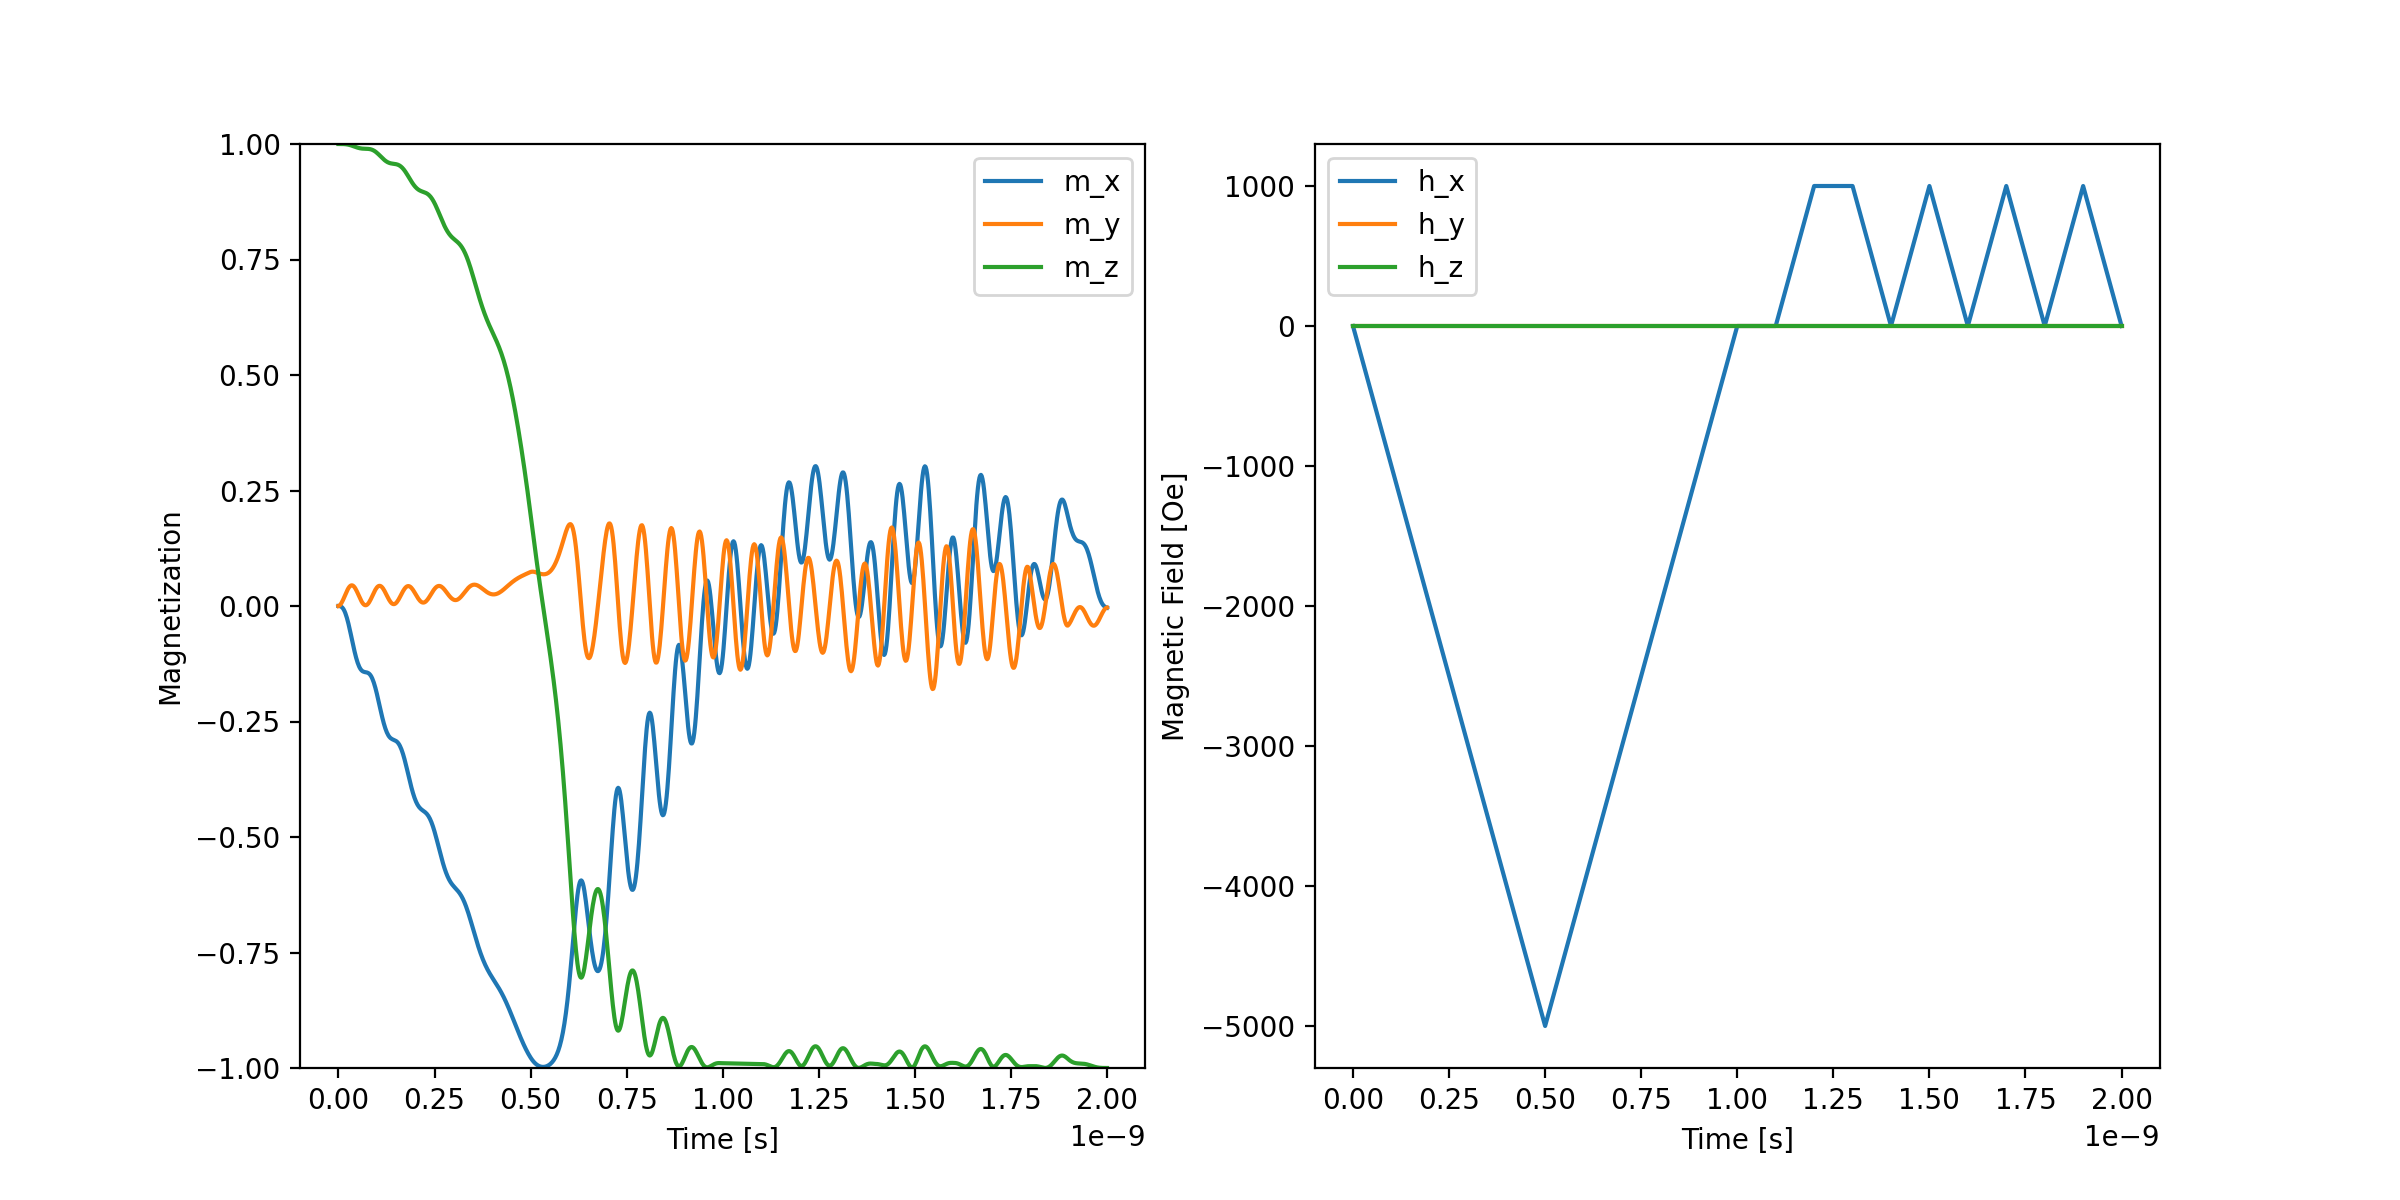 1.00
0.75
0.50
0.25
0.00
−0.25
−0.50
−0.75
−1.00
Magnetization
m_x
m_y
m_z
0.00 0.25 0.50 0.75 1.00 1.25 1.50 1.75 2.00
Time [s]
1e−9
1000
0
−1000
−2000
−3000
−4000
−5000
Magnetic Field [Oe]
h_x
h_y
h_z
0.00 0.25 0.50 0.75 1.00 1.25 1.50 1.75 2.00
Time [s]
1e−9